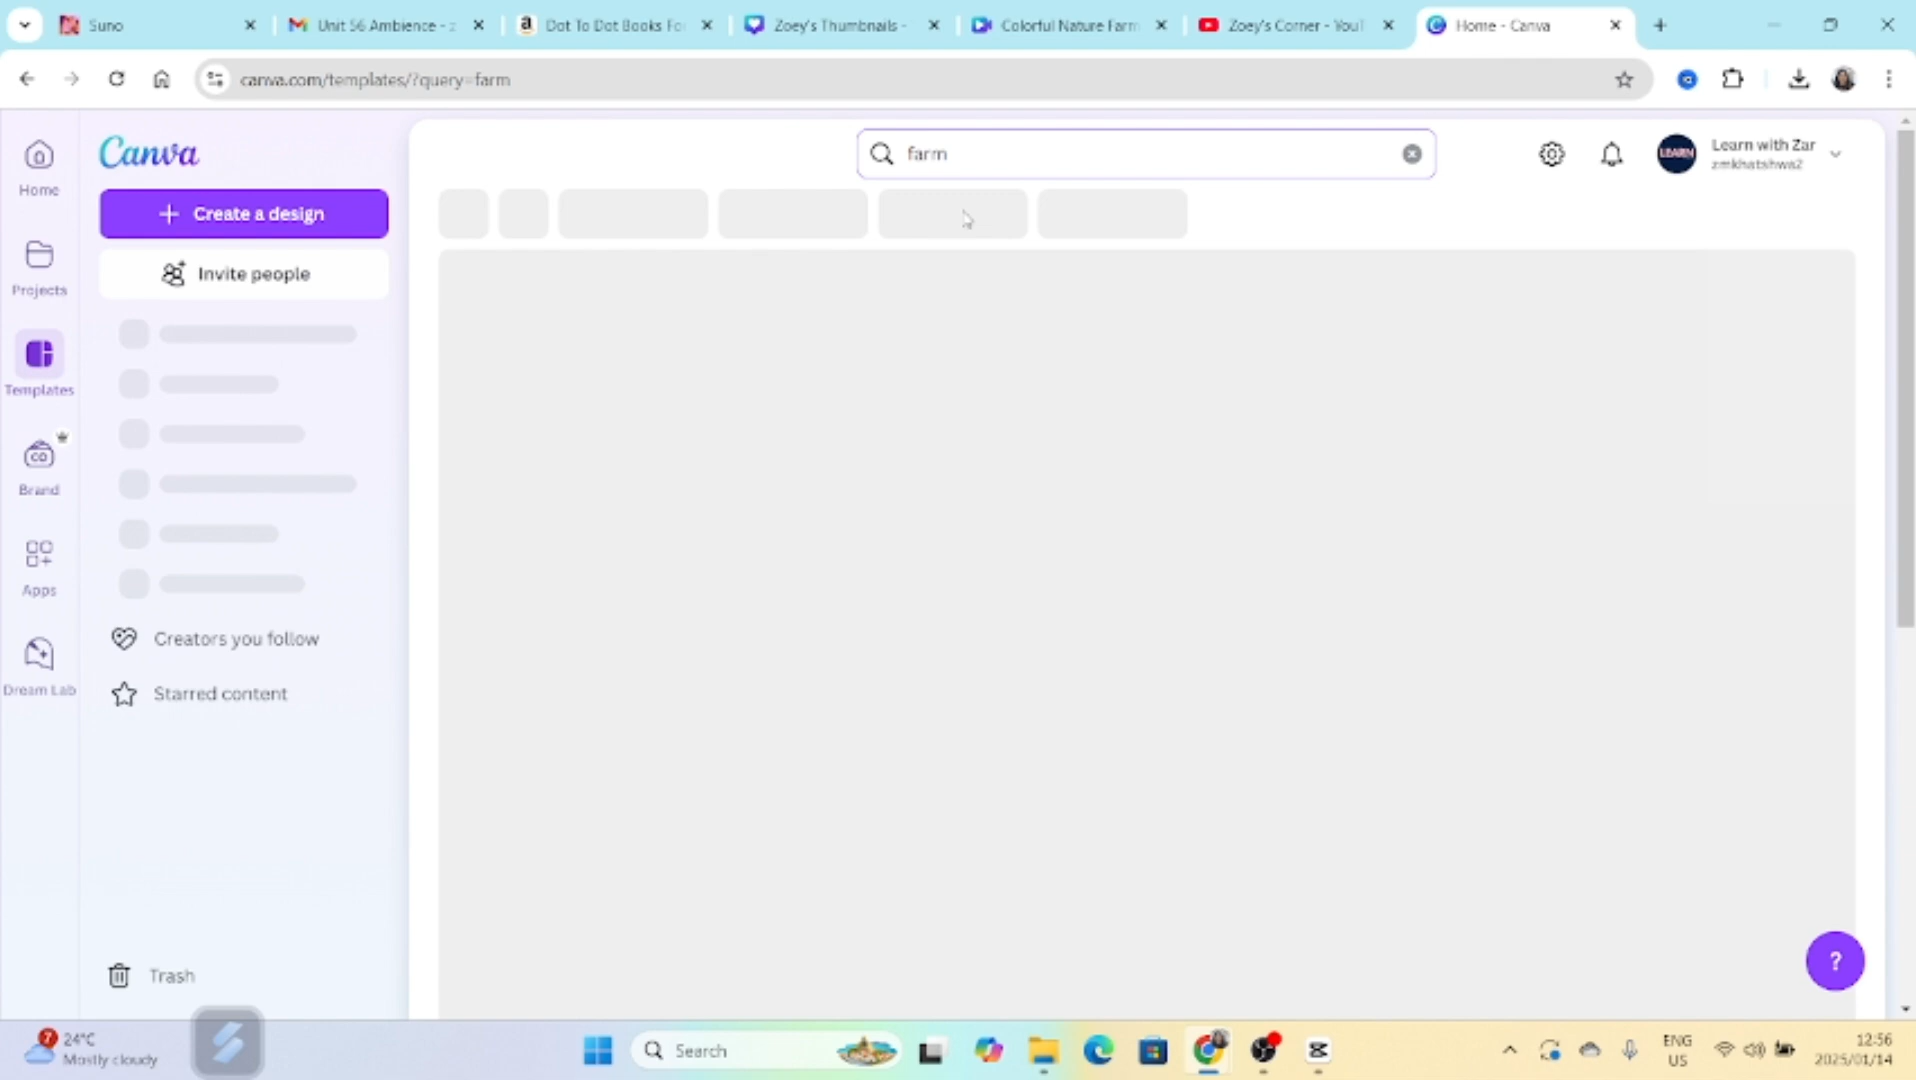 Suno
Unit 56 Ambience - z
Dot To Dot Books Fo
Zoey's Thumbnails -
Colorful Nature Farm
Zoey's Corner - YouT
Home - Canva
canva.com/templates/?query=farm
Canva
farm
LEARN
Learn with Zar
zmkhatshwa2
Home
Create a design
Invite people
Projects
Templates
CO
Brand
Apps
Creators you follow
Dream Lab
Starred content
Trash
?
7
24°C
Mostly cloudy
Search
ENG
US
12:56
2025/01/14